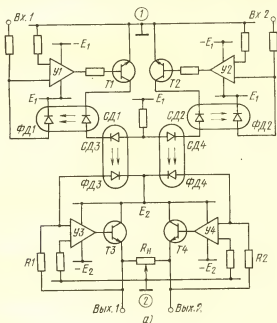 Вх.1 1 Вх.2
-E1 -E1
У1 Т1 Т2 У2
E1 E1 E1
ФД1 СД1 СД2 ФД2
СД3 СД4
ФД3 ФД4
E2
У3 Т3 Т4 У4
R1 -E2 Rн -E2 R2
2
Вых.1 Вых.2
а)